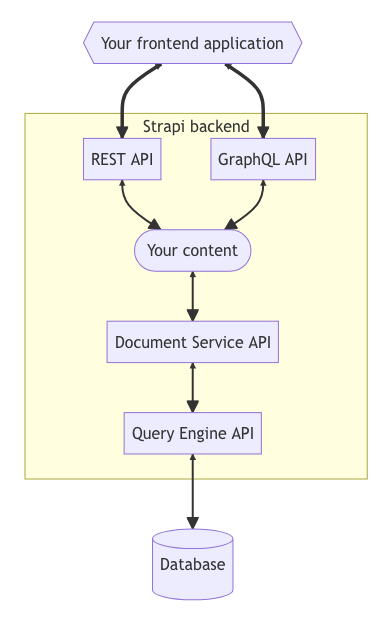 Your frontend application
Strapi backend
REST API
GraphQL API
Your content
Document Service API
Query Engine API
Database